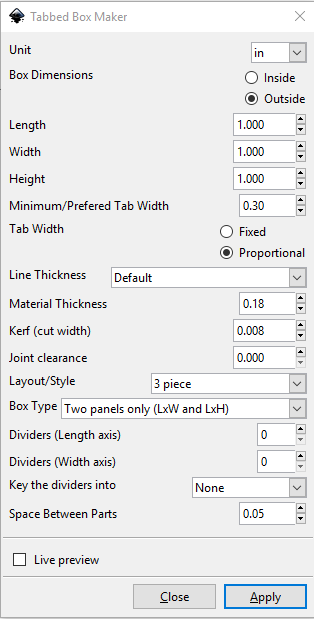 Tabbed Box Maker
Unit in
Box Dimensions Inside
Outside
Length 1.000
Width 1.000
Height 1.000
Minimum/Prefered Tab Width 0.30
Tab Width Fixed
Proportional
Line Thickness Default
Material Thickness 0.18
Kerf (cut width) 0.008
Joint clearance 0.000
Layout/Style 3 piece
Box Type Two panels only (LxW and LxH)
Dividers (Length axis) 0
Dividers (Width axis) 0
Key the dividers into None
Space Between Parts 0.05
Live preview
Close Apply